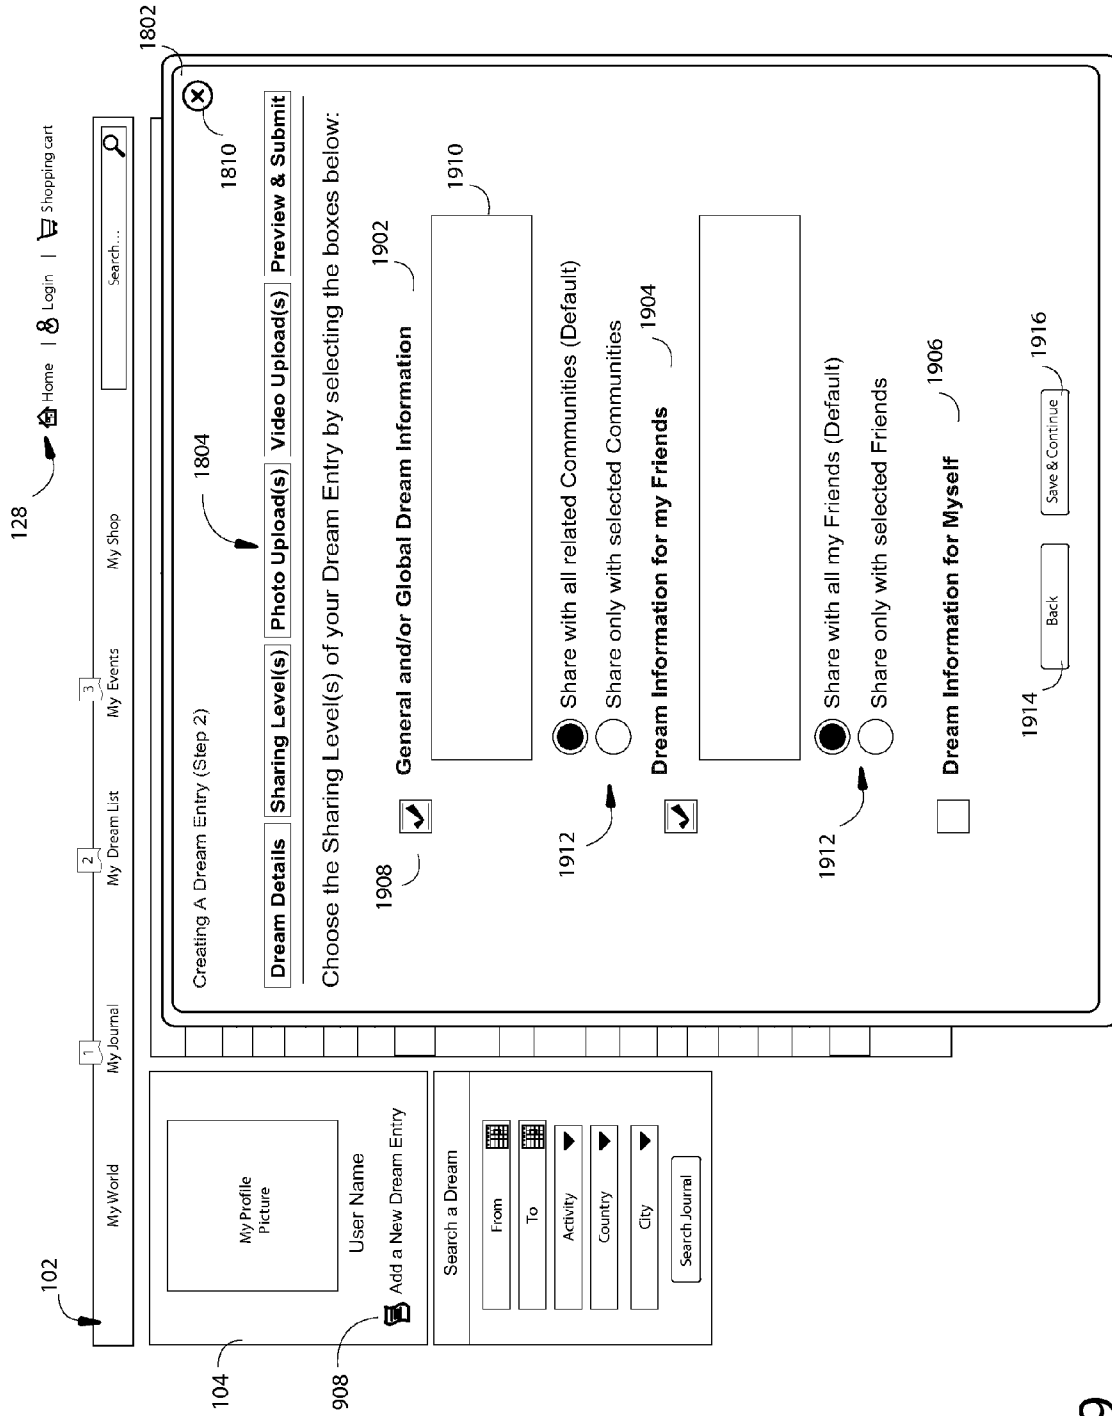 128
Home | Login | Shopping cart
102
My World
1
My Journal
2
My Dream List
3
My Events
My Shop
Search...
1802
104
My Profile
Picture
User Name
908
Add a New Dream Entry
Search a Dream
From
To
Activity
Country
City
Search Journal
Creating A Dream Entry (Step 2)
1810
1804
Dream Details Sharing Level(s) Photo Upload(s) Video Upload(s) Preview & Submit
Choose the Sharing Level(s) of your Dream Entry by selecting the boxes below:
1908
General and/or Global Dream Information
1902
1910
1912
Share with all related Communities (Default)
Share only with selected Communities
Dream Information for my Friends
1904
1912
Share with all my Friends (Default)
Share only with selected Friends
Dream Information for Myself
1906
1914
Back
Save & Continue
1916